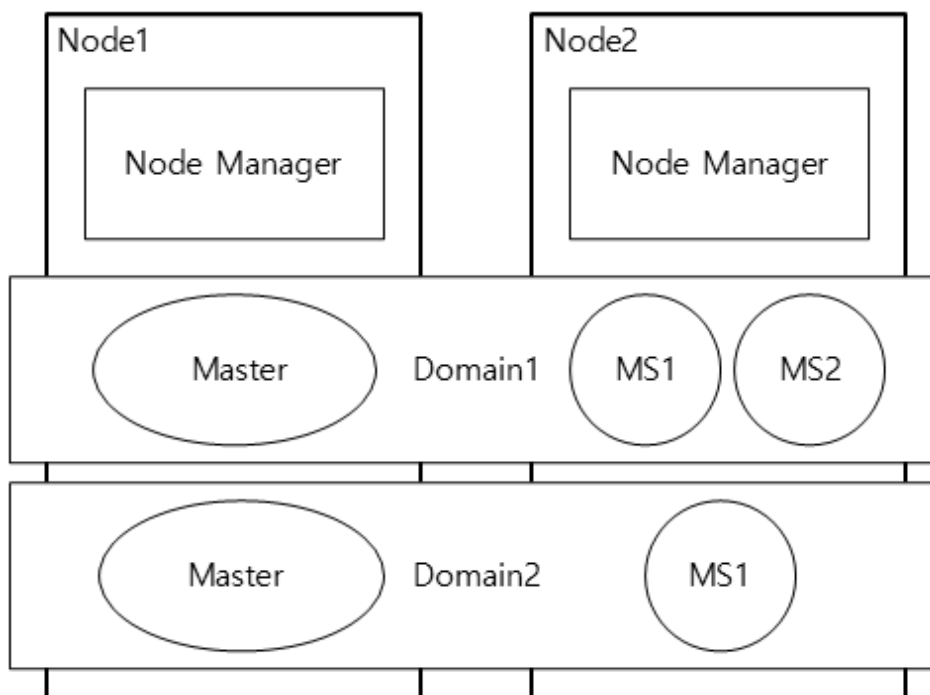 Node1
Node2
Node Manager
Node Manager
Master
Domain1
MS1
MS2
Master
Domain2
MS1